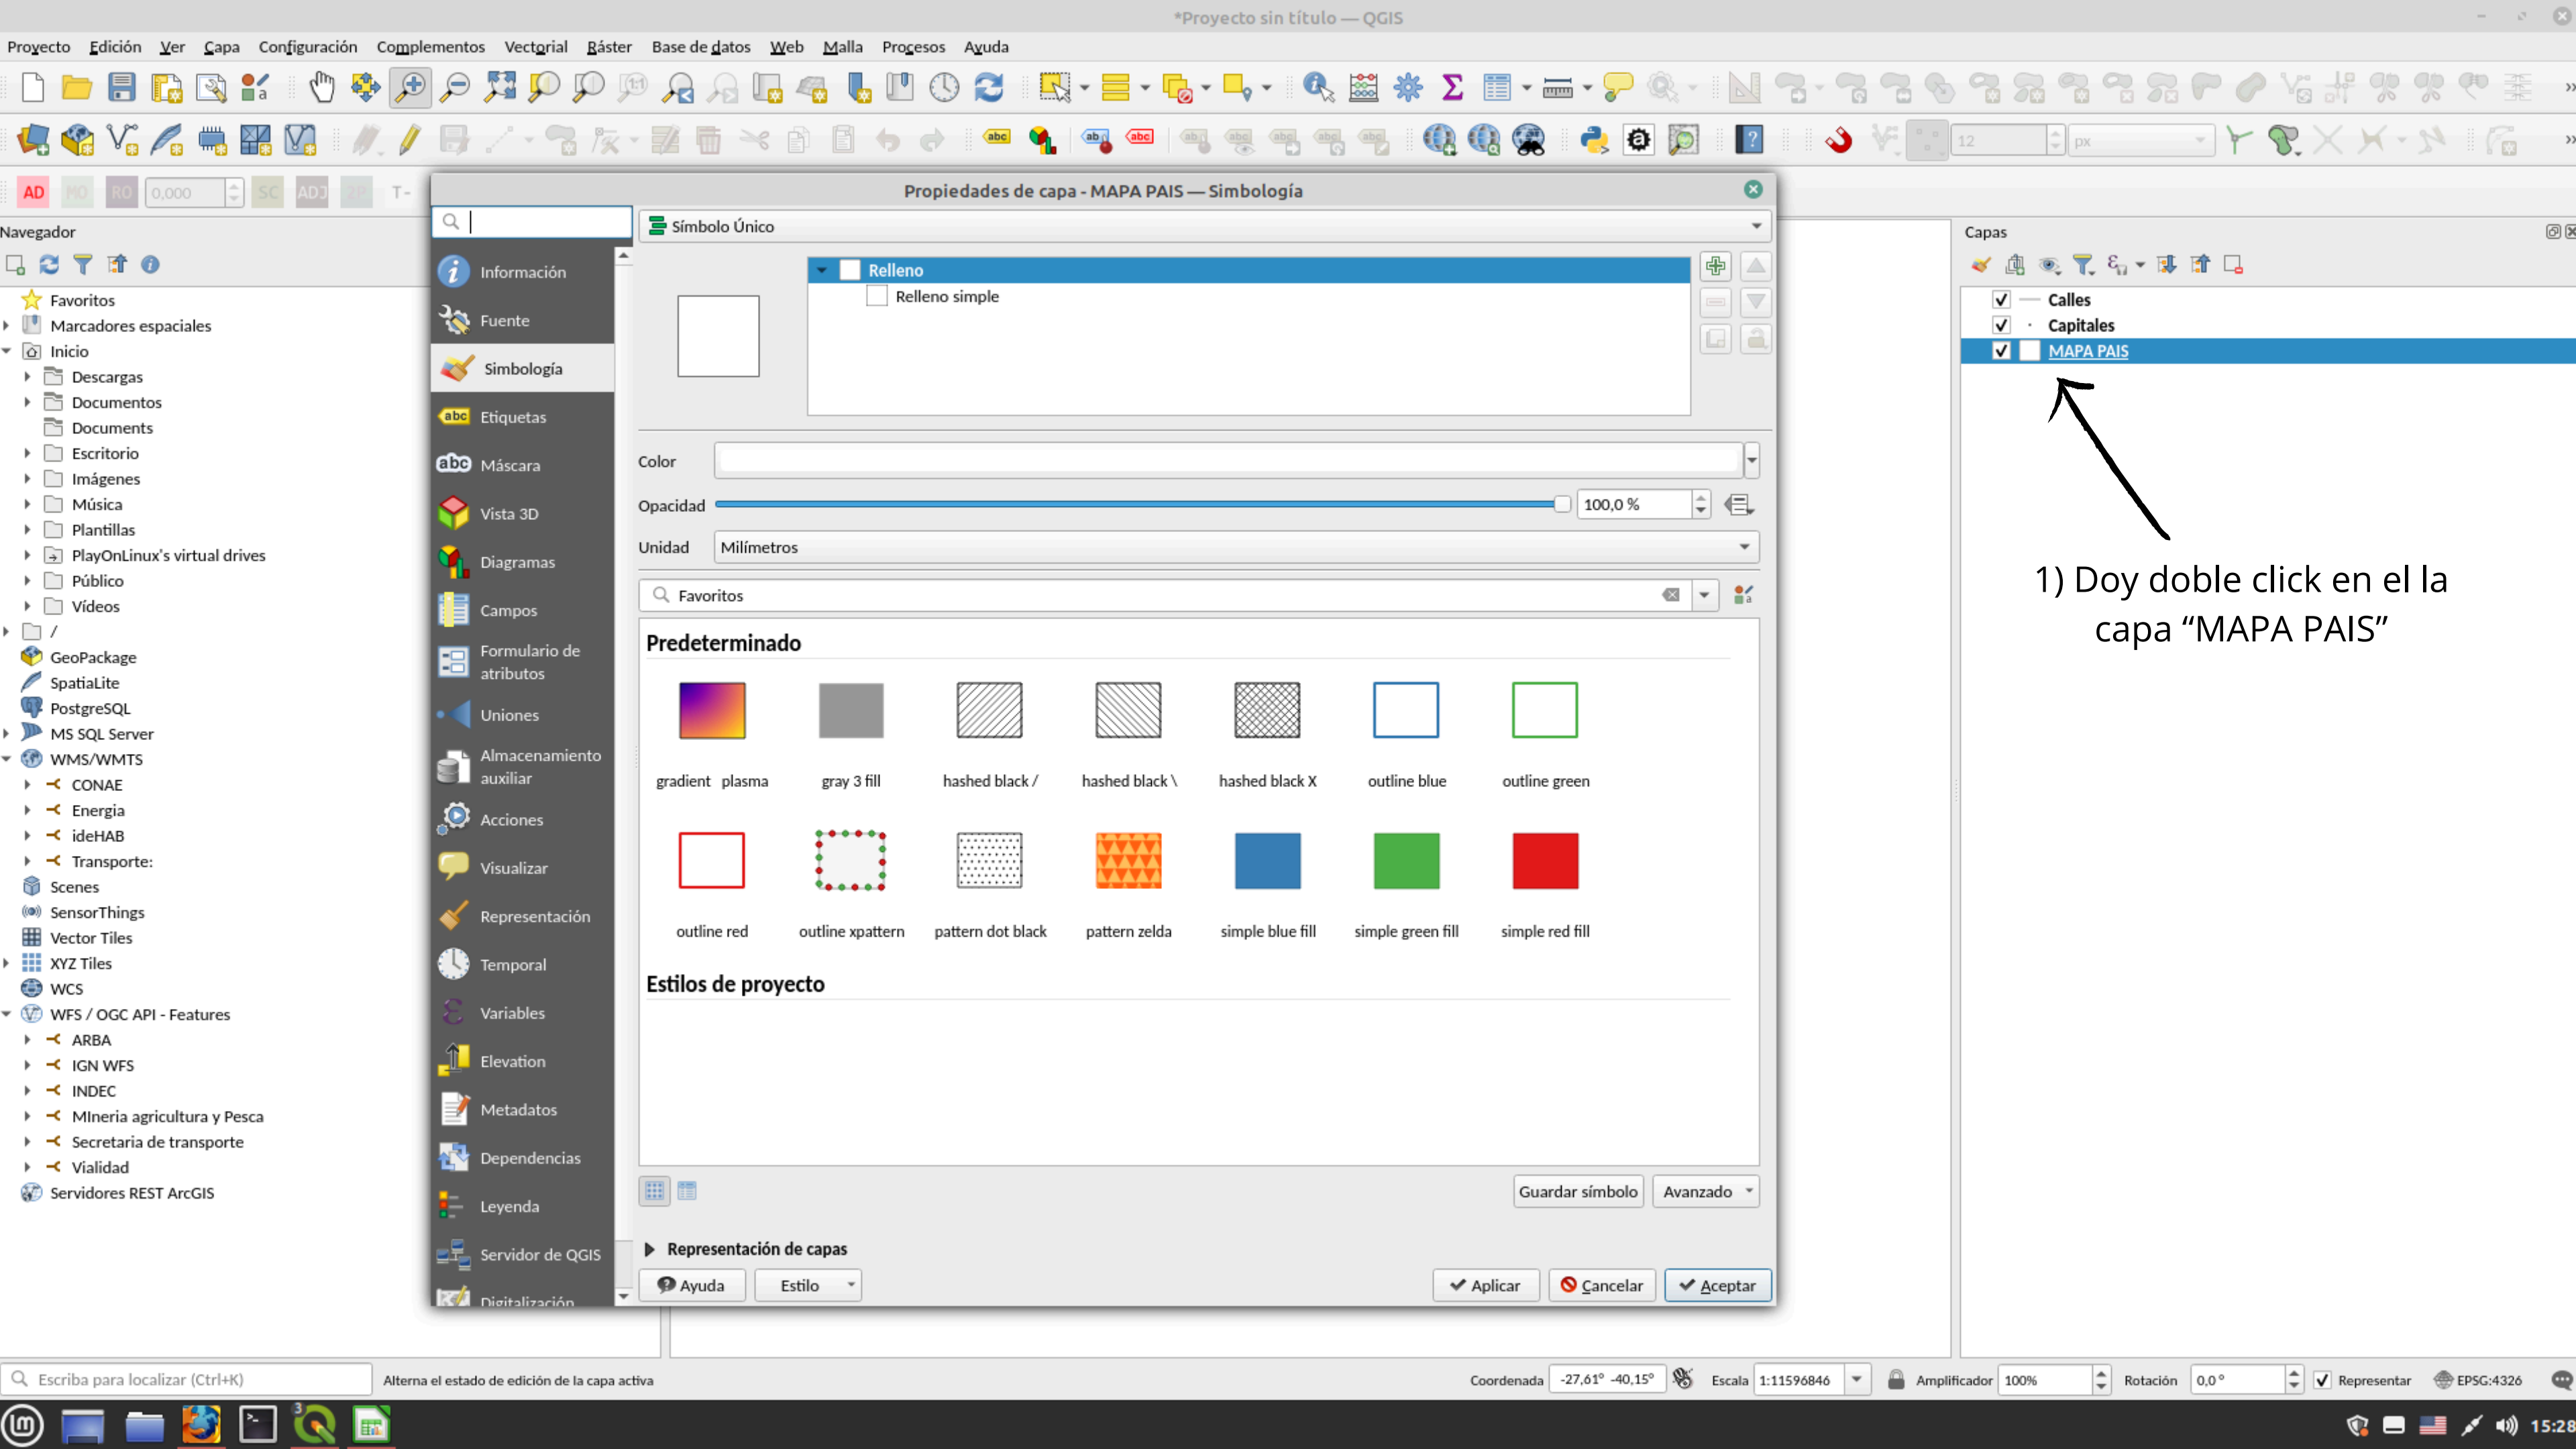 *Proyecto sin título — QGIS
Proyecto Edición Ver Capa Configuración Complementos Vectorial Ráster Base de datos Web Malla Procesos Ayuda
12 px
AD MO RO 0,000 SC ADJ 2P T-
Propiedades de capa - MAPA PAIS — Simbología
Navegador
Favoritos
Marcadores espaciales
Inicio
Descargas
Documentos
Documents
Escritorio
Imágenes
Música
Plantillas
PlayOnLinux's virtual drives
Público
Vídeos
/
GeoPackage
SpatiaLite
PostgreSQL
MS SQL Server
WMS/WMTS
CONAE
Energia
ideHAB
Transporte:
Scenes
SensorThings
Vector Tiles
XYZ Tiles
WCS
WFS / OGC API - Features
ARBA
IGN WFS
INDEC
MIneria agricultura y Pesca
Secretaria de transporte
Vialidad
Servidores REST ArcGIS
Información
Fuente
Simbología
Etiquetas
Máscara
Vista 3D
Diagramas
Campos
Formulario de
atributos
Uniones
Almacenamiento
auxiliar
Acciones
Visualizar
Representación
Temporal
Variables
Elevation
Metadatos
Dependencias
Leyenda
Servidor de QGIS
Digitalización
Símbolo Único
Relleno
Relleno simple
Color
Opacidad 100,0 %
Unidad Milímetros
Favoritos
Predeterminado
gradient plasma gray 3 fill hashed black / hashed black \ hashed black X outline blue outline green
outline red outline xpattern pattern dot black pattern zelda simple blue fill simple green fill simple red fill
Estilos de proyecto
Guardar símbolo Avanzado
Representación de capas
Ayuda Estilo Aplicar Cancelar Aceptar
Capas
Calles
Capitales
MAPA PAIS
1) Doy doble click en el la
capa “MAPA PAIS”
Escriba para localizar (Ctrl+K) Alterna el estado de edición de la capa activa Coordenada -27,61° -40,15° Escala 1:11596846 Amplificador 100% Rotación 0,0 ° Representar EPSG:4326
3
15:28